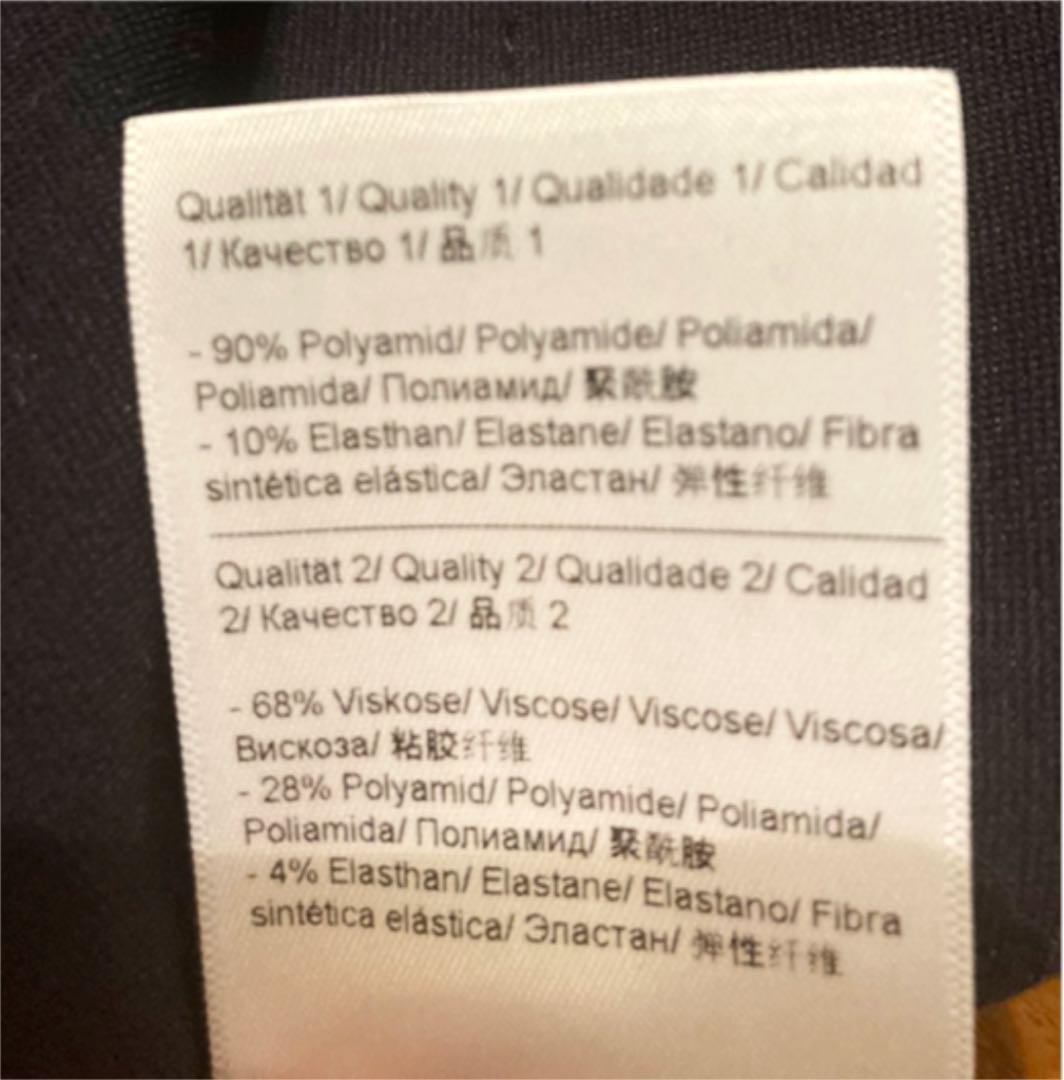 Qualität 1/ Quality 1/ Qualidade 1/ Calidad
1/ Качество 1/ 品质 1
- 90% Polyamid/ Polyamide/ Poliamida/
Poliamida/ Полиамид/ 聚酰胺
- 10% Elasthan/ Elastane/ Elastano/ Fibra
sintética elástica/ Эластан/ 弹性纤维
Qualität 2/ Quality 2/ Qualidade 2/ Calidad
2/ Качество 2/ 品质 2
- 68% Viskose/ Viscose/ Viscose/ Viscosa/
Вискоза/ 粘胶纤维
- 28% Polyamid/ Polyamide/ Poliamida/
Poliamida/ Полиамид/ 聚酰胺
- 4% Elasthan/ Elastane/ Elastano/ Fibra
sintética elástica/ Эластан/ 弹性纤维